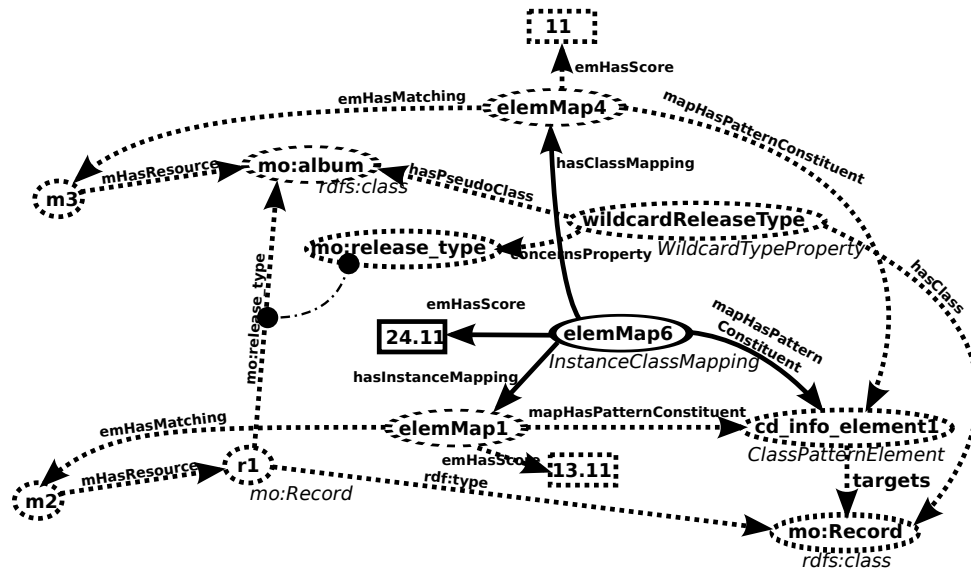 11
emHasScore
emHasMatching
elemMap4
mapHasPatternConstituent
hasClassMapping
mHasResource
mo:album
hasPseudoClass
rdfs:class
m3
wildcardReleaseType
mo:release_type
concernsProperty
WildcardTypeProperty
hasClass
mo:release_type
emHasScore
24.11
elemMap6
mapHasPattern
Constituent
InstanceClassMapping
hasInstanceMapping
emHasMatching
elemMap1
mapHasPatternConstituent
cd_info_element1
ClassPatternElement
emHasScore
13.11
mHasResource
r1
rdf:type
targets
mo:Record
m2
mo:Record
rdfs:class